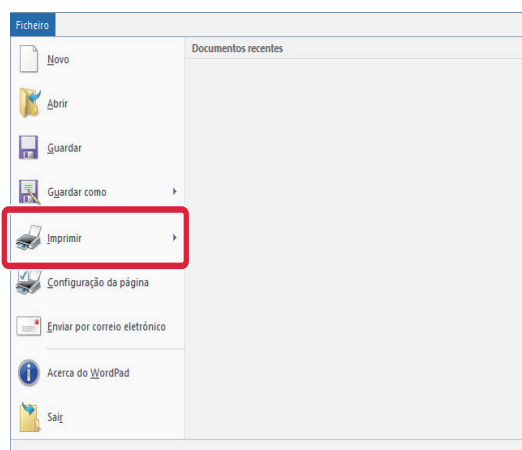 Ficheiro
Documentos recentes
Novo
Abrir
Guardar
Guardar como
Imprimir
Configuração da página
Enviar por correio eletrónico
Acerca do WordPad
Sair